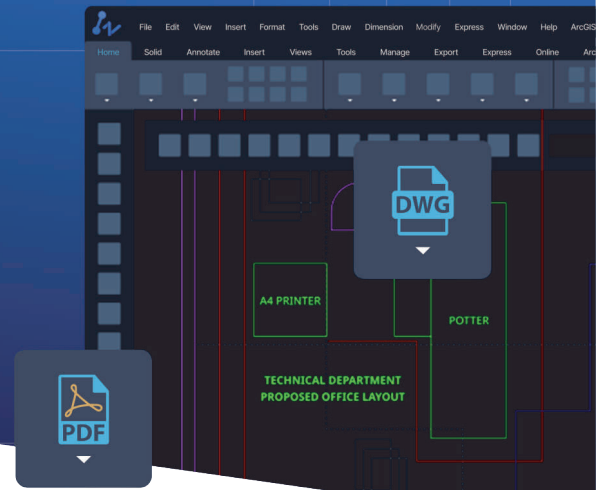 File Edit View Insert Format Tools Draw Dimension Modify Express Window Help ArcGIS
Home Solid Annotate Insert Views Tools Manage Export Express Online Arc
DWG
A4 PRINTER
POTTER
TECHNICAL DEPARTMENT
PROPOSED OFFICE LAYOUT
PDF